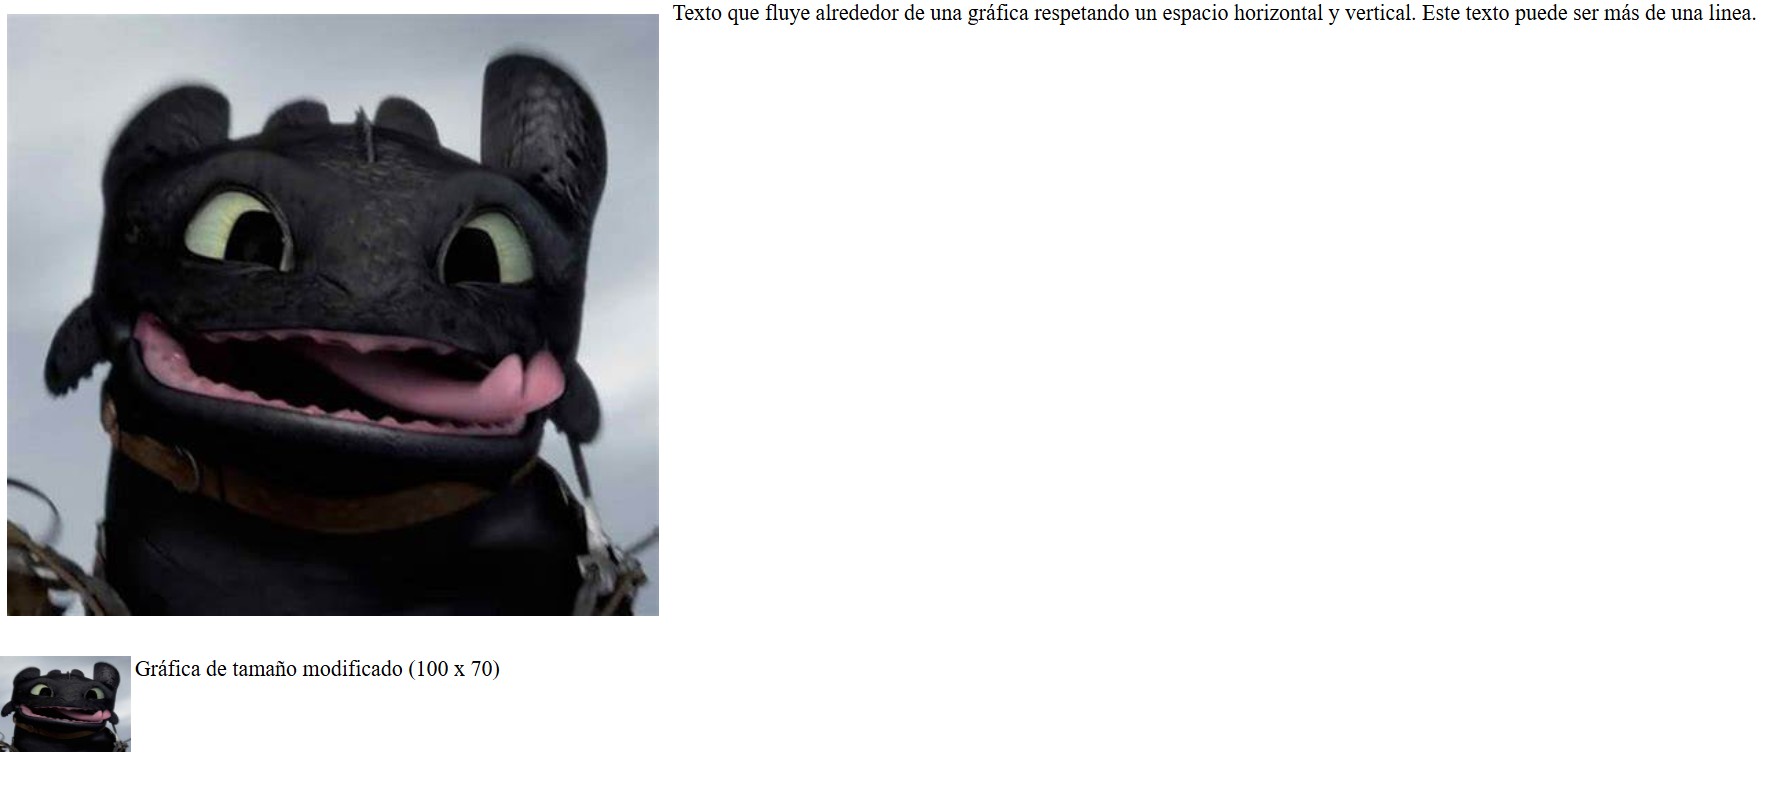 Texto que fluye alrededor de una gráfica respetando un espacio horizontal y vertical. Este texto puede ser más de una linea.
Gráfica de tamaño modificado (100 x 70)